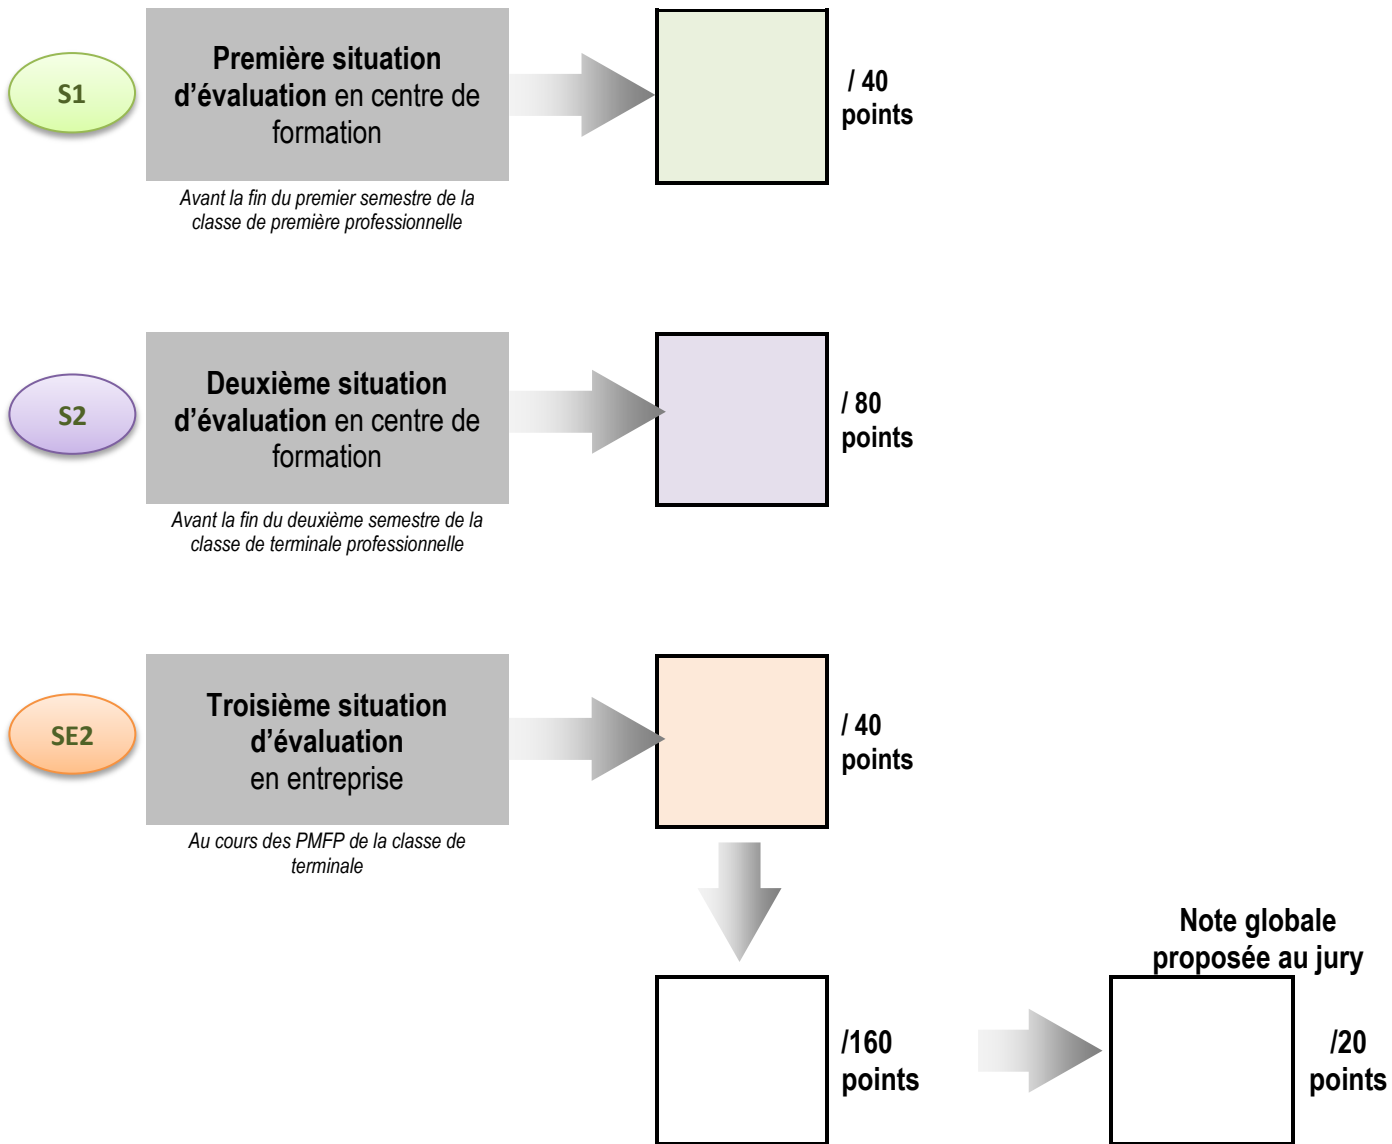 S1
Première situation
d’évaluation en centre de
formation
/ 40
points
Avant la fin du premier semestre de la
classe de première professionnelle
S2
Deuxième situation
d’évaluation en centre de
formation
/ 80
points
Avant la fin du deuxième semestre de la
classe de terminale professionnelle
SE2
Troisième situation
d’évaluation
en entreprise
/ 40
points
Au cours des PMFP de la classe de
terminale
Note globale
proposée au jury
/160
points
/20
points